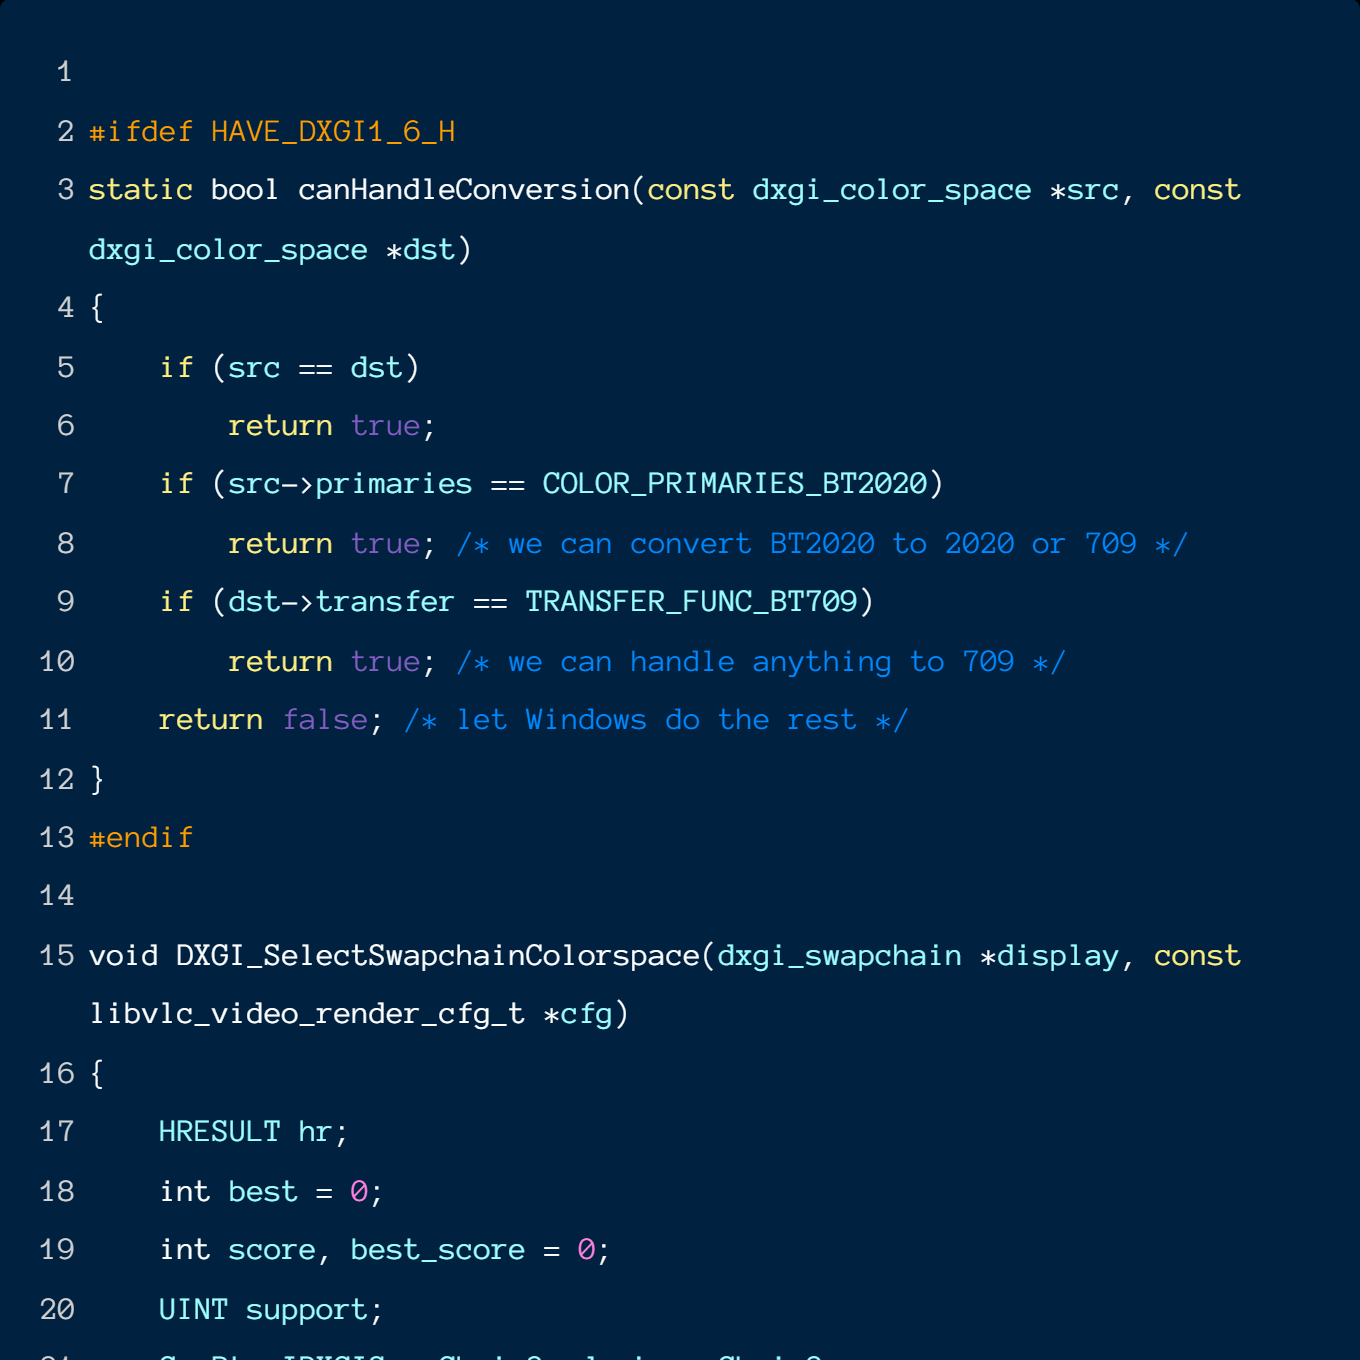 1
2 #ifdef HAVE_DXGI1_6_H
3 static bool canHandleConversion(const dxgi_color_space *src, const
dxgi_color_space *dst)
4 {
5     if (src == dst)
6         return true;
7     if (src->primaries == COLOR_PRIMARIES_BT2020)
8         return true; /* we can convert BT2020 to 2020 or 709 */
9     if (dst->transfer == TRANSFER_FUNC_BT709)
10         return true; /* we can handle anything to 709 */
11     return false; /* let Windows do the rest */
12 }
13 #endif
14
15 void DXGI_SelectSwapchainColorspace(dxgi_swapchain *display, const
libvlc_video_render_cfg_t *cfg)
16 {
17     HRESULT hr;
18     int best = 0;
19     int score, best_score = 0;
20     UINT support;